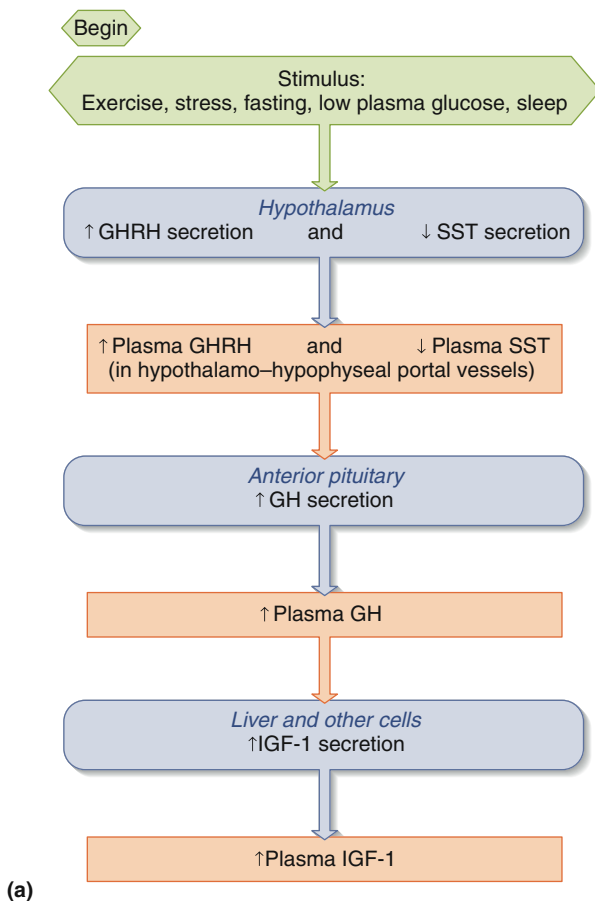 Begin
Stimulus:
Exercise, stress, fasting, low plasma glucose, sleep
Hypothalamus
↑ GHRH secretion and ↓ SST secretion
↑ Plasma GHRH and ↓ Plasma SST
(in hypothalamo–hypophyseal portal vessels)
Anterior pituitary
↑ GH secretion
↑ Plasma GH
Liver and other cells
↑IGF-1 secretion
↑Plasma IGF-1
(a)